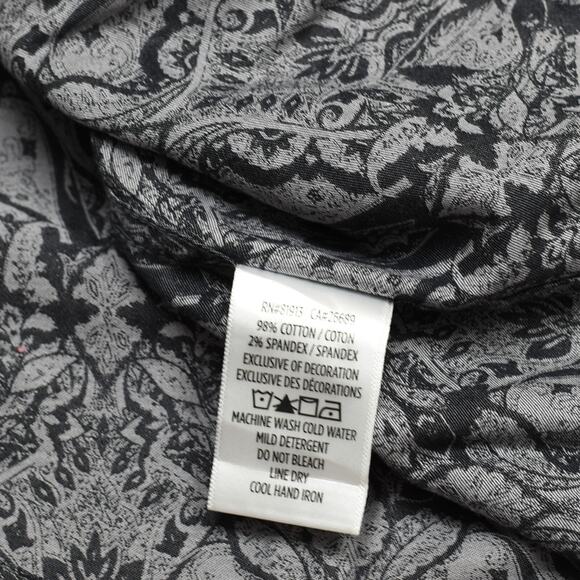 RN#81913 CA#26689
98% COTTON / COTON
2% SPANDEX / SPANDEX
EXCLUSIVE OF DECORATION
EXCLUSIVE DES DÉCORATIONS
MACHINE WASH COLD WATER
MILD DETERGENT
DO NOT BLEACH
LINE DRY
COOL HAND IRON